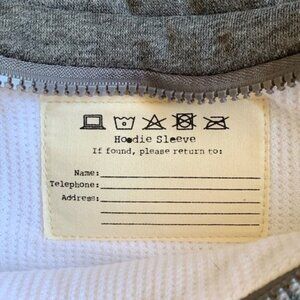 Hoodie Sleeve
If found, please return to:
Name:
Telephone:
Address: